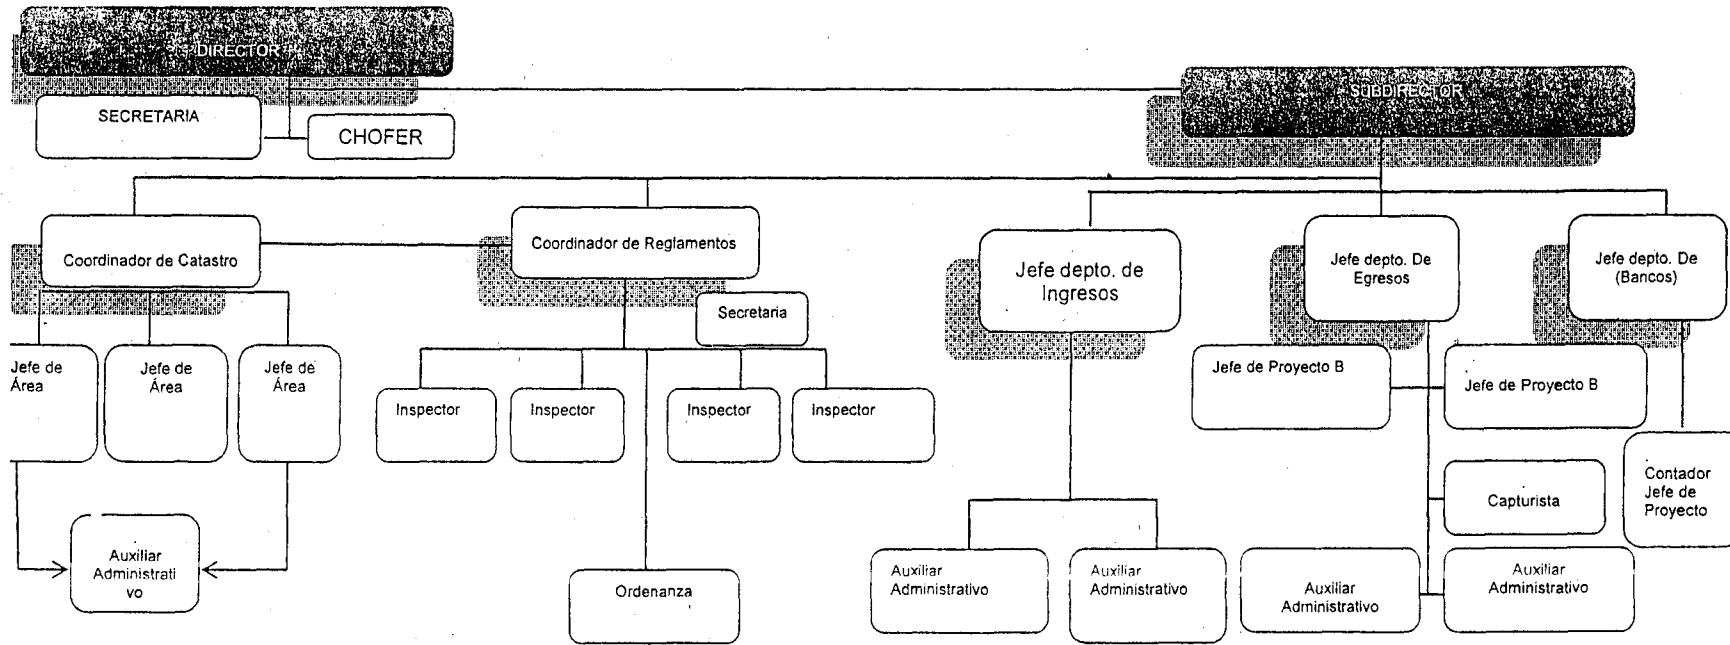 DIRECTOR
SUBDIRECTOR
SECRETARIA
CHOFER
Coordinador de Catastro
Coordinador de Reglamentos
Jefe depto. de
Ingresos
Jefe depto. De
Egresos
Jefe depto. De
(Bancos)
Secretaria
Jefe de
Área
Jefe de
Área
Jefe de
Área
Inspector
Inspector
Inspector
Inspector
Jefe de Proyecto B
Jefe de Proyecto B
Contador
Jefe de
Proyecto
Capturista
Auxiliar
Administrati
vo
Ordenanza
Auxiliar
Administrativo
Auxiliar
Administrativo
Auxiliar
Administrativo
Auxiliar
Administrativo